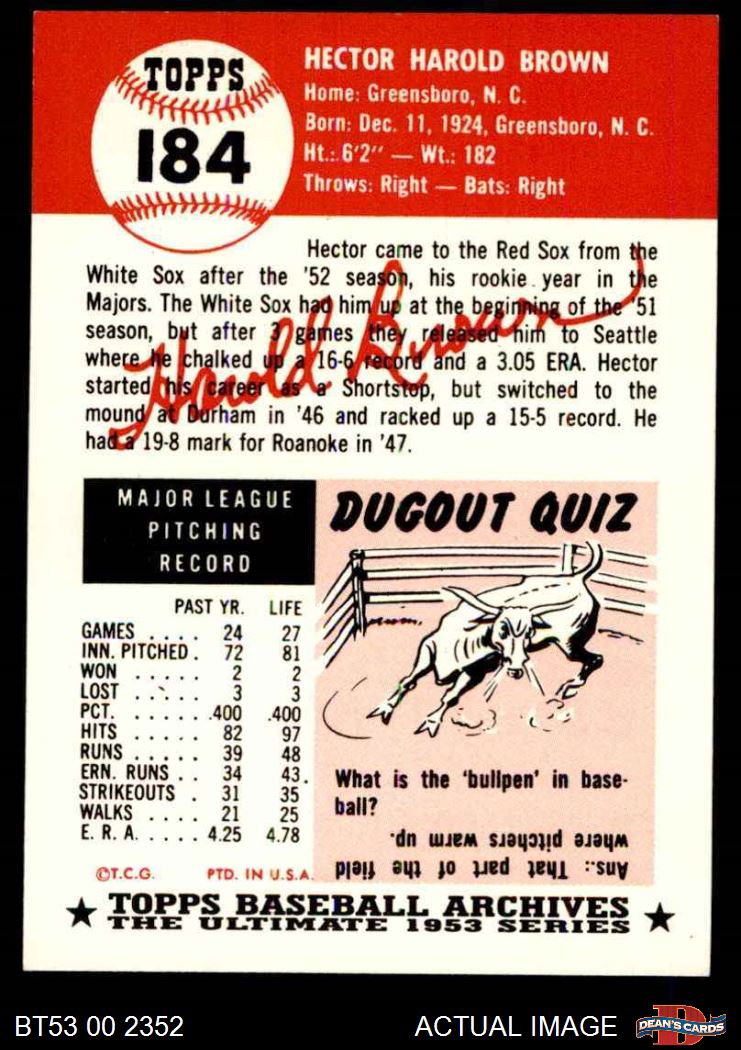 TOPPS
184
HECTOR HAROLD BROWN
Home: Greensboro, N. C.
Born: Dec. 11, 1924, Greensboro, N. C.
Ht.: 6'2" — Wt.: 182
Throws: Right — Bats: Right
Hector came to the Red Sox from the
White Sox after the '52 season, his rookie year in the
Majors. The White Sox had him up at the beginning of the '51
season, but after 3 games they released him to Seattle
where he chalked up a 16-6 record and a 3.05 ERA. Hector
started his career as a Shortstop, but switched to the
mound at Durham in '46 and racked up a 15-5 record. He
had a 19-8 mark for Roanoke in '47.
Harold Brown
MAJOR LEAGUE
PITCHING
RECORD
PAST YR. LIFE
GAMES . . . . 24 27
INN. PITCHED . 72 81
WON . . . . . 2 2
LOST . . . . . 3 3
PCT. . . . . . . .400 .400
HITS . . . . . . 82 97
RUNS . . . . . 39 48
ERN. RUNS . . 34 43.
STRIKEOUTS . 31 35
WALKS . . . . 21 25
E. R. A. . . . . . 4.25 4.78
DUGOUT QUIZ
What is the 'bullpen' in base-
ball?
Ans.: That part of the field
where pitchers warm up.
©T.C.G. PTD. IN U.S.A.
★ TOPPS BASEBALL ARCHIVES ★
THE ULTIMATE 1953 SERIES
BT53 00 2352
ACTUAL IMAGE
DEAN'S CARDS